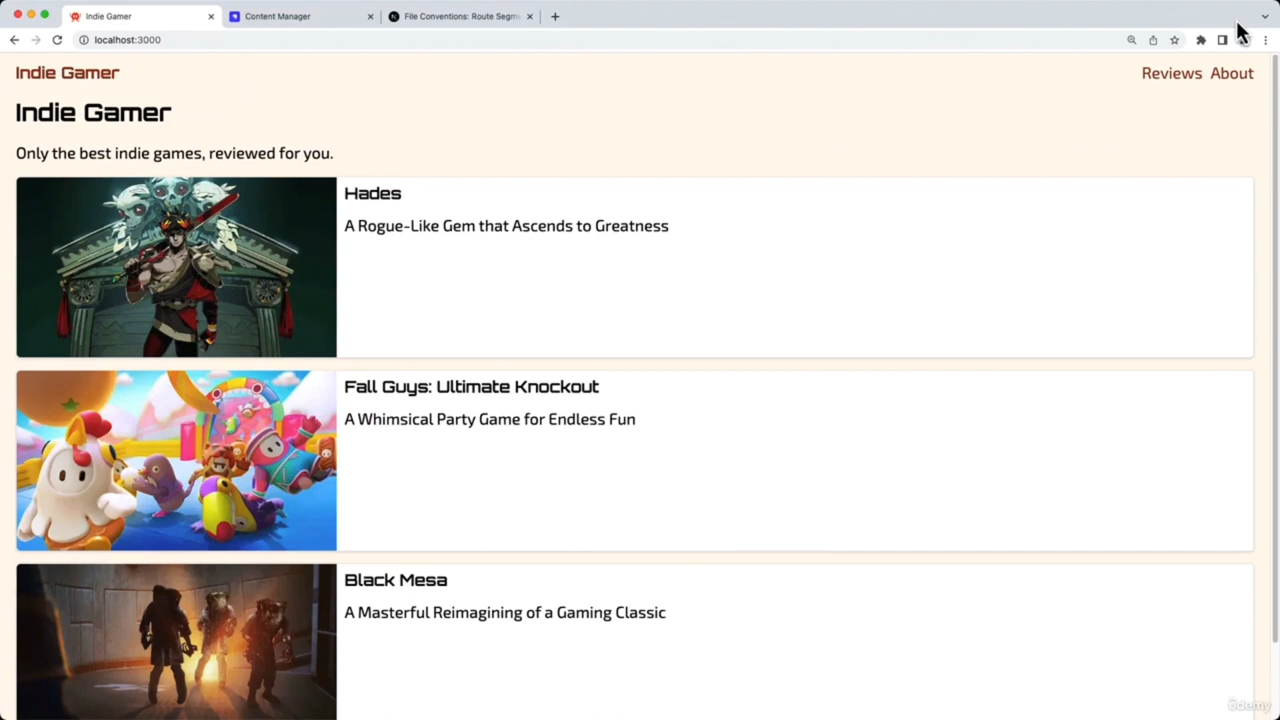 Indie Gamer
Content Manager
File Conventions: Route Segm
localhost:3000
Indie Gamer
Reviews About
Indie Gamer
Only the best indie games, reviewed for you.
Hades
A Rogue-Like Gem that Ascends to Greatness
Fall Guys: Ultimate Knockout
A Whimsical Party Game for Endless Fun
Black Mesa
A Masterful Reimagining of a Gaming Classic
ûdemy